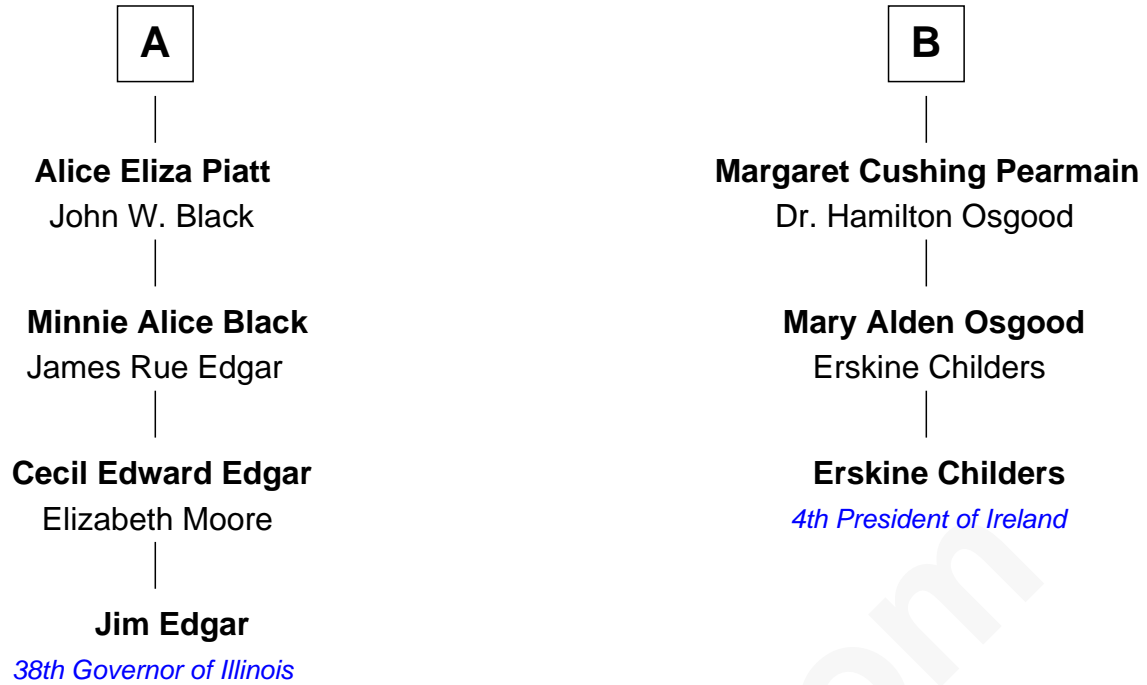 A
Alice Eliza Piatt
John W. Black
Minnie Alice Black
James Rue Edgar
Cecil Edward Edgar
Elizabeth Moore
Jim Edgar
38th Governor of Illinois
B
Margaret Cushing Pearmain
Dr. Hamilton Osgood
Mary Alden Osgood
Erskine Childers
Erskine Childers
4th President of Ireland
om